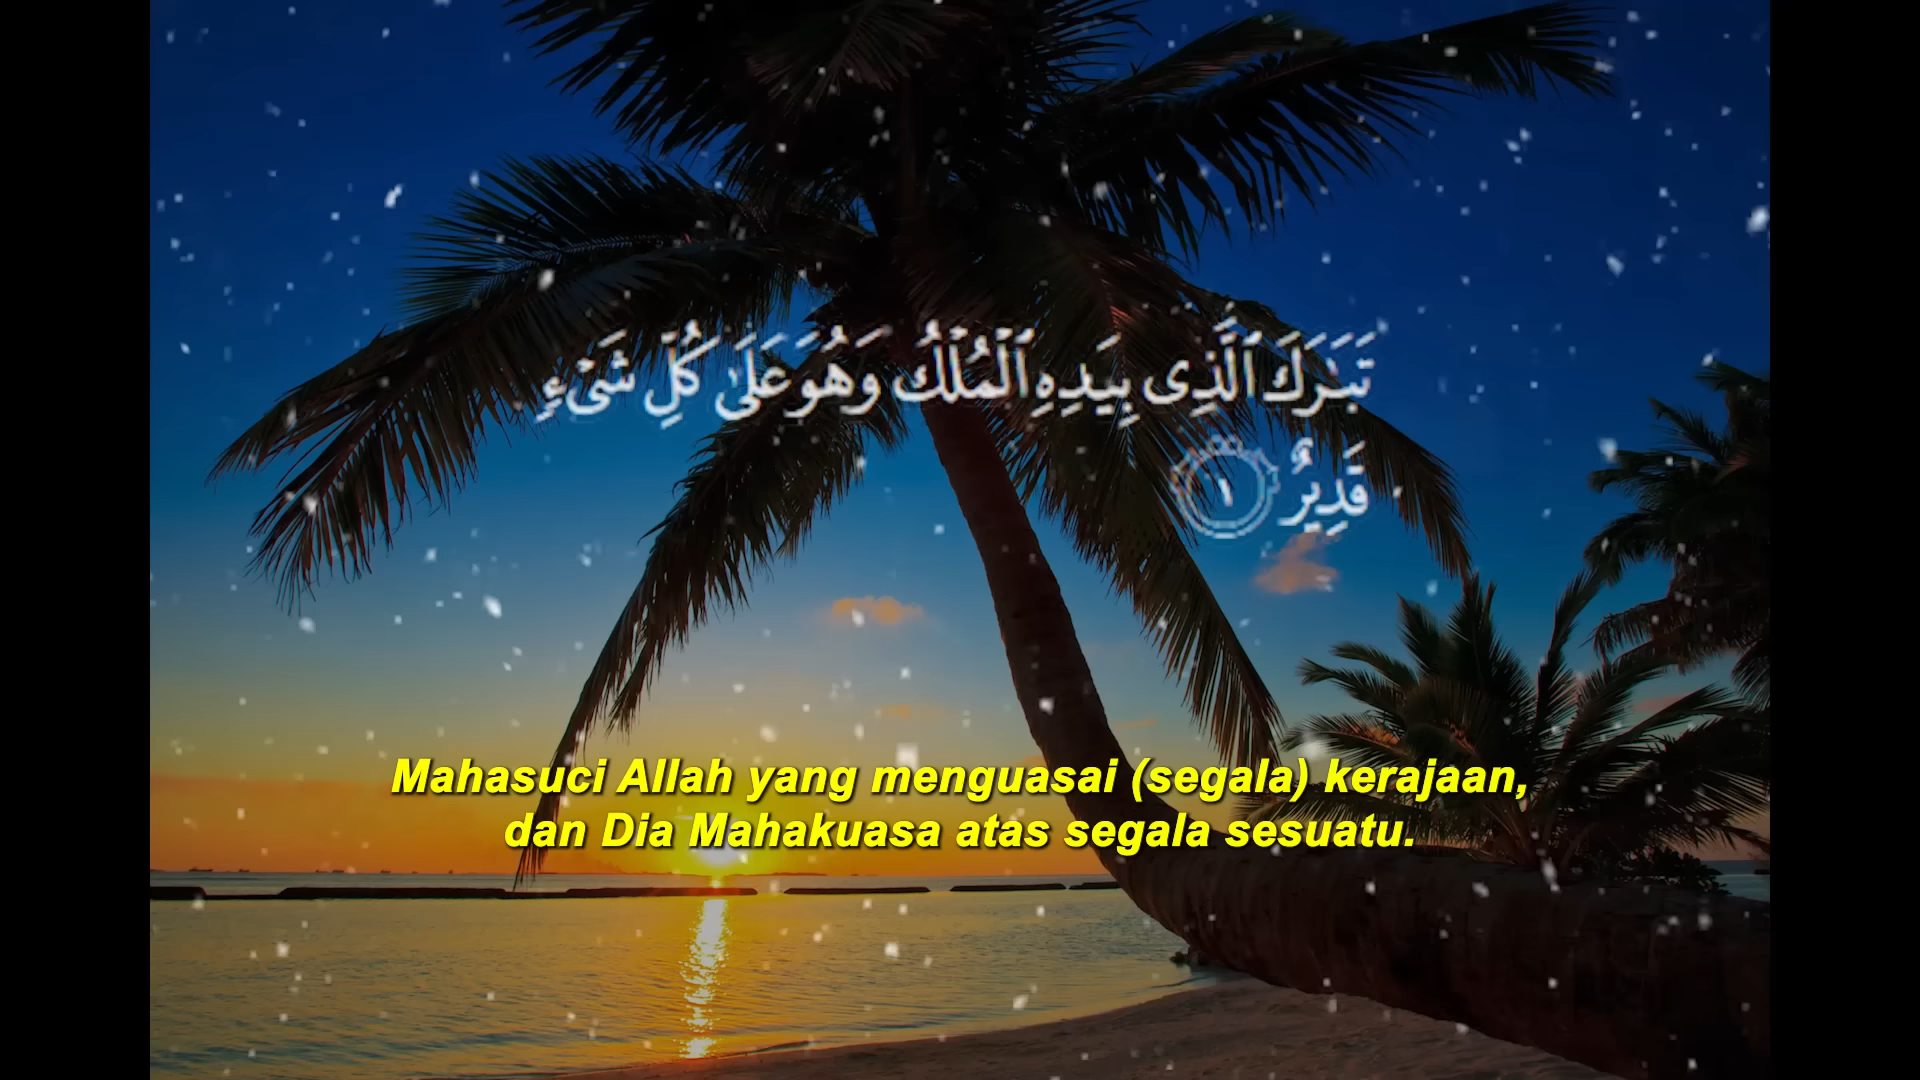 تَبَٰرَكَ ٱلَّذِى بِيَدِهِ ٱلْمُلْكُ وَهُوَ عَلَىٰ كُلِّ شَىْءٍ
قَدِيرٌ ١
Mahasuci Allah yang menguasai (segala) kerajaan,
dan Dia Mahakuasa atas segala sesuatu.